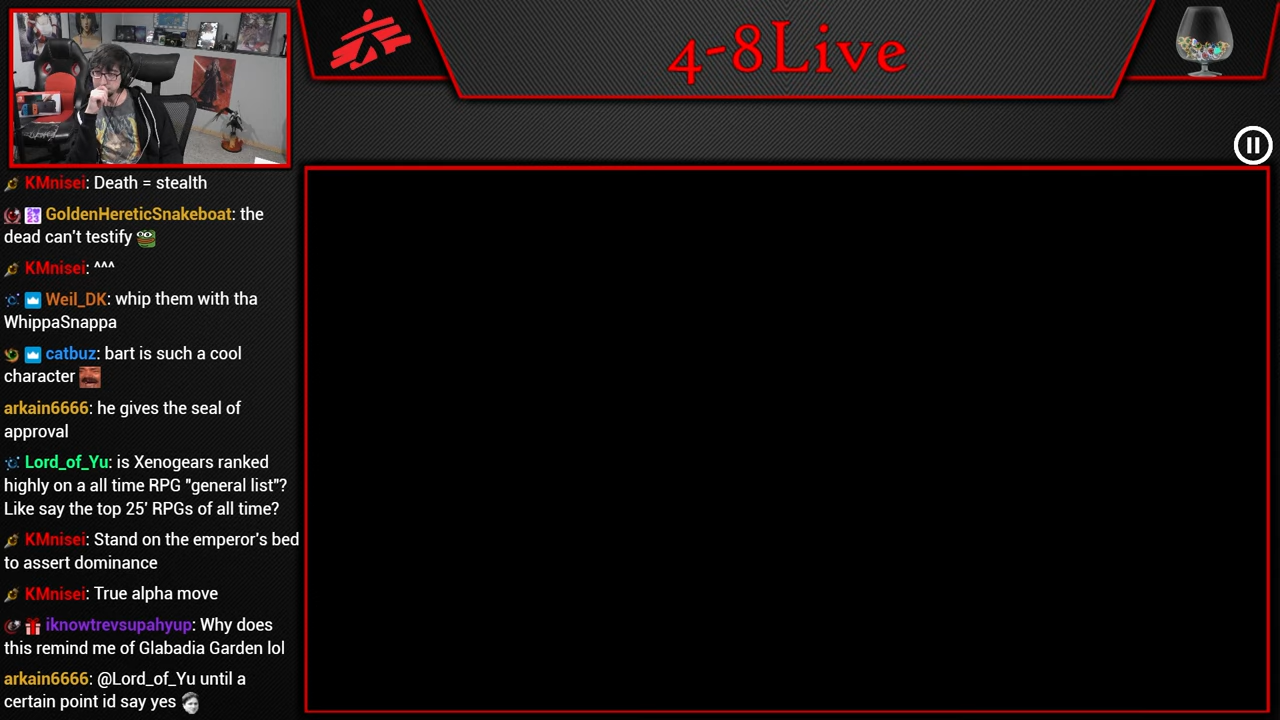 4-8Live
KMnisei: Death = stealth
GoldenHereticSnakeboat: the
dead can't testify
KMnisei: ^^^
Weil_DK: whip them with tha
WhippaSnappa
catbuz: bart is such a cool
character
arkain6666: he gives the seal of
approval
Lord_of_Yu: is Xenogears ranked
highly on a all time RPG "general list"?
Like say the top 25' RPGs of all time?
KMnisei: Stand on the emperor's bed
to assert dominance
KMnisei: True alpha move
iknowtrevsupahyup: Why does
this remind me of Glabadia Garden lol
arkain6666: @Lord_of_Yu until a
certain point id say yes